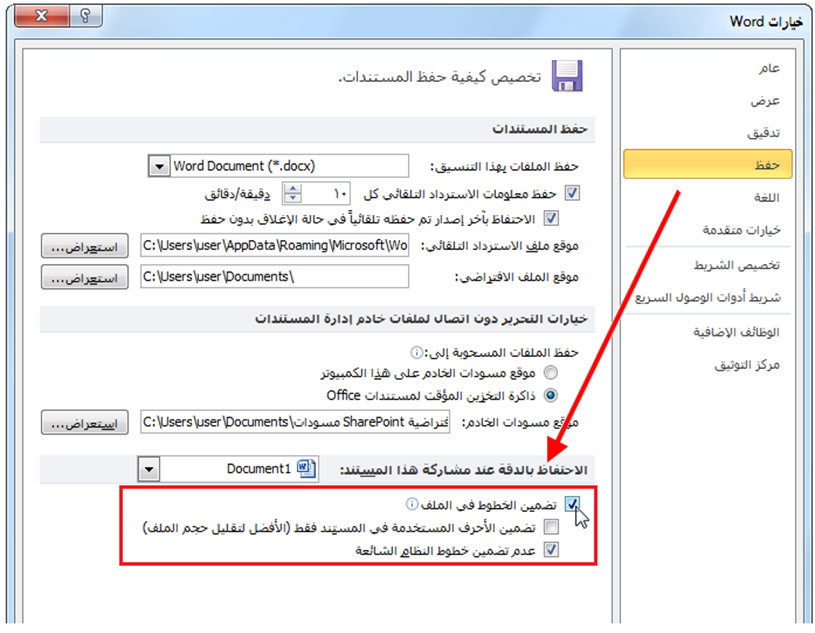 خيارات Word
عام
عرض
تدقيق
حفظ
اللغة
خيارات متقدمة
تخصيص الشريط
شريط أدوات الوصول السريع
الوظائف الإضافية
مركز التوثيق
تخصيص كيفية حفظ المستندات.
حفظ المستندات
حفظ الملفات بهذا التنسيق: Word Document (*.docx)
حفظ معلومات الاسترداد التلقائي كل ١٠ دقيقة/دقائق
الاحتفاظ بآخر إصدار تم حفظه تلقائياً في حالة الإغلاق بدون حفظ
موقع ملف الاسترداد التلقائي: C:\Users\user\AppData\Roaming\Microsoft\Wo استعراض...
موقع الملف الافتراضي: C:\Users\user\Documents\ استعراض...
خيارات التحرير دون اتصال لملفات خادم إدارة المستندات
حفظ الملفات المسحوبة إلى:
موقع مسودات الخادم على هذا الكمبيوتر
ذاكرة التخزين المؤقت لمستندات Office
موقع مسودات الخادم: C:\Users\user\Documents\مسودات SharePoint فتراضية استعراض...
الاحتفاظ بالدقة عند مشاركة هذا المستند: Document1
تضمين الخطوط في الملف
تضمين الأحرف المستخدمة في المستند فقط (الأفضل لتقليل حجم الملف)
عدم تضمين خطوط النظام الشائعة